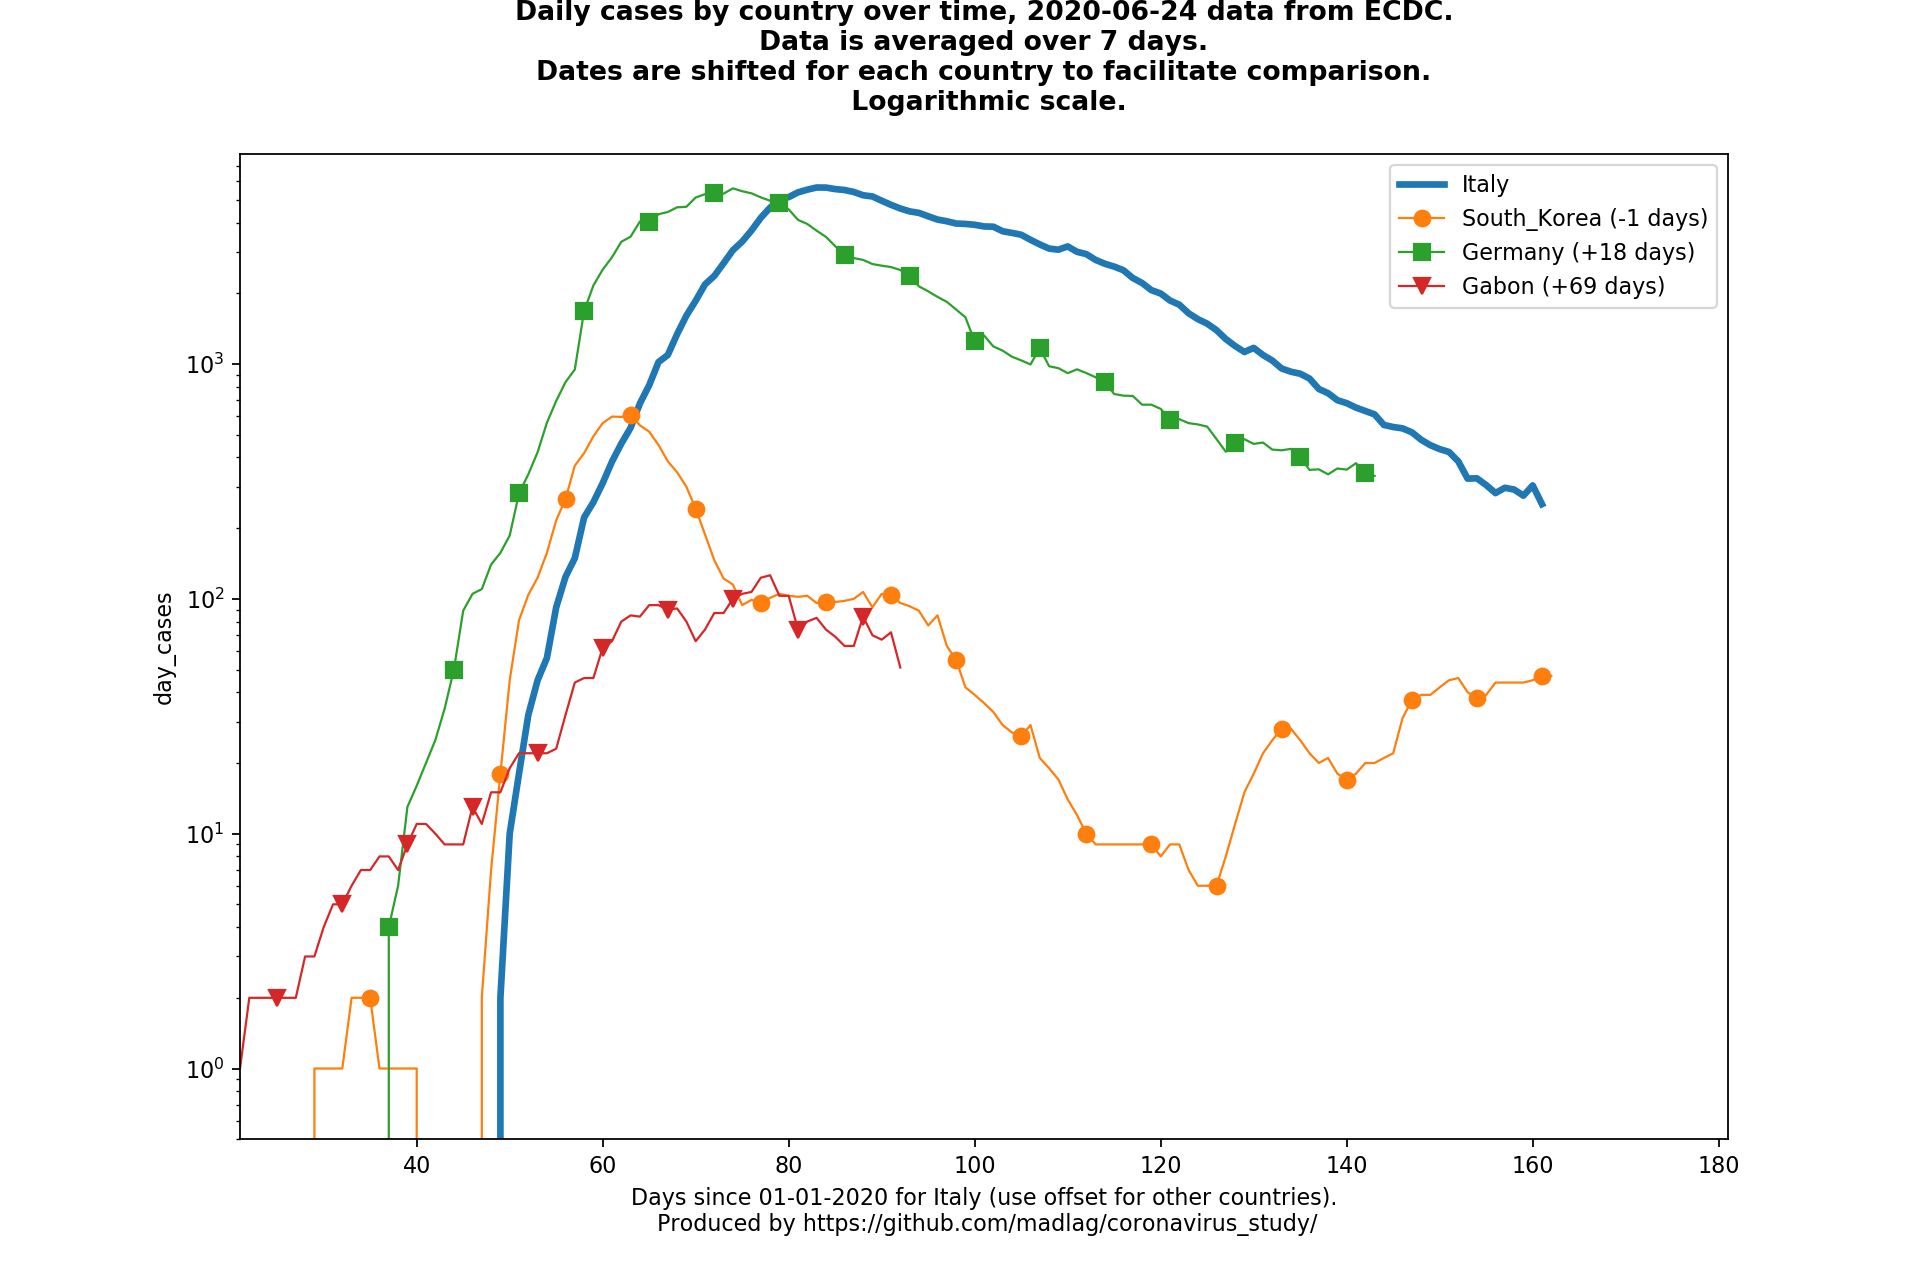 Daily cases by country over time, 2020-06-24 data from ECDC.
Data is averaged over 7 days.
Dates are shifted for each country to facilitate comparison.
Logarithmic scale.
Italy
South_Korea (-1 days)
Germany (+18 days)
Gabon (+69 days)
day_cases
10³
10²
10¹
10⁰
40 60 80 100 120 140 160 180
Days since 01-01-2020 for Italy (use offset for other countries).
Produced by https://github.com/madlag/coronavirus_study/